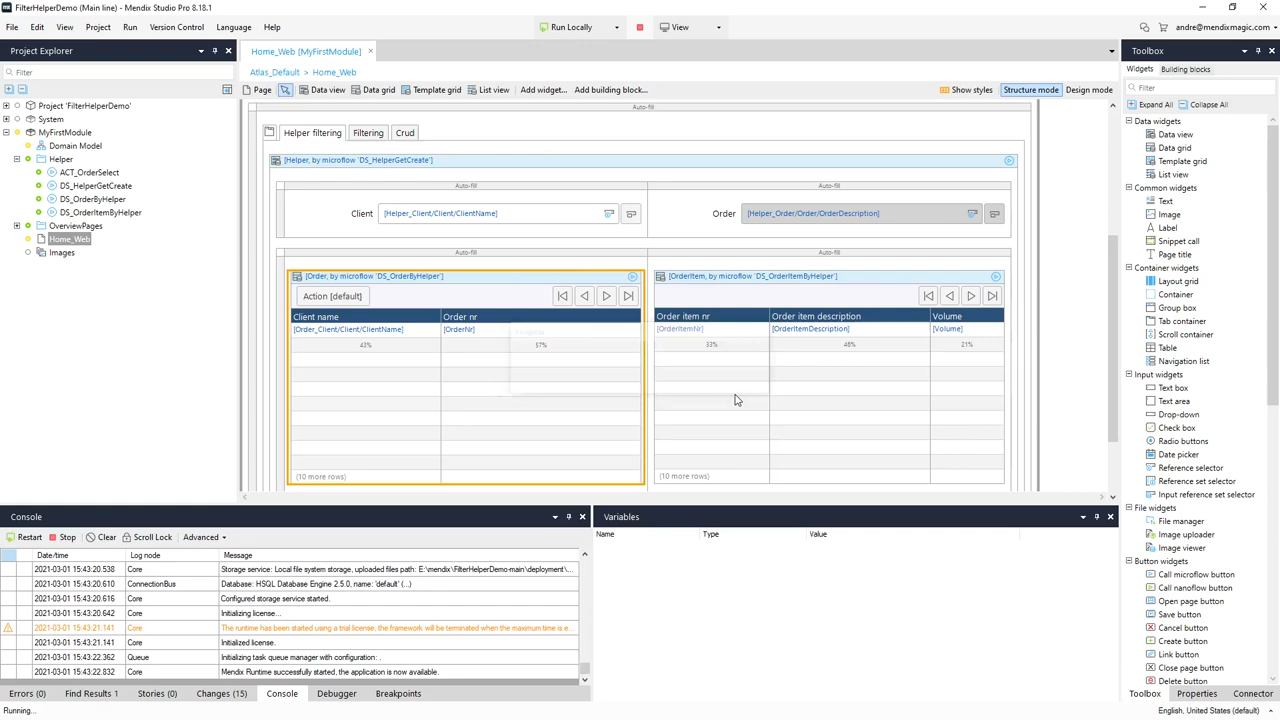 FilterHelperDemo (Main line) - Mendix Studio Pro 8.18.1
File Edit View Project Run Version Control Language Help
Run Locally
View
andre@mendixmagic.com
Project Explorer
Filter
Project 'FilterHelperDemo'
System
MyFirstModule
Domain Model
Helper
ACT_OrderSelect
DS_HelperGetCreate
DS_OrderByHelper
DS_OrderItemByHelper
OverviewPages
Home_Web
Images
Home_Web [MyFirstModule]
Atlas_Default > Home_Web
Page Data view Data grid Template grid List view Add widget... Add building block... Show styles Structure mode Design mode
Auto-fill
Helper filtering Filtering Crud
[Helper, by microflow 'DS_HelperGetCreate']
Auto-fill Auto-fill
Client [Helper_Client/Client/ClientName] Order [Helper_Order/Order/OrderDescription]
Auto-fill Auto-fill
[Order, by microflow 'DS_OrderByHelper'] [OrderItem, by microflow 'DS_OrderItemByHelper']
Action [default]
Client name Order nr Order item nr Order item description Volume
[Order_Client/Client/ClientName] [OrderNr] [OrderItemNr] [OrderItemDescription] [Volume]
43% 57% 33% 46% 21%
(10 more rows) (10 more rows)
Toolbox
Widgets Building blocks
Filter
Expand All Collapse All
Data widgets
Data view
Data grid
Template grid
List view
Common widgets
Text
Image
Label
Snippet call
Page title
Container widgets
Layout grid
Container
Group box
Tab container
Scroll container
Table
Navigation list
Input widgets
Text box
Text area
Drop-down
Check box
Radio buttons
Date picker
Reference selector
Reference set selector
Input reference set selector
File widgets
File manager
Image uploader
Image viewer
Button widgets
Call microflow button
Call nanoflow button
Open page button
Save button
Cancel button
Create button
Link button
Close page button
Delete button
Toolbox Properties Connector
Console
Restart Stop Clear Scroll Lock Advanced
Date/time Log node Message
2021-03-01 15:43:20.538 Core Storage service: Local file system storage, uploaded files path: E:\mendix\FilterHelperDemo-main\deployment\...
2021-03-01 15:43:20.610 ConnectionBus Database: HSQL Database Engine 2.5.0, name: 'default' (...)
2021-03-01 15:43:20.616 Core Configured storage service started.
2021-03-01 15:43:20.642 Core Initializing license...
2021-03-01 15:43:21.141 Core The runtime has been started using a trial license, the framework will be terminated when the maximum time is e...
2021-03-01 15:43:21.141 Core Initialized license.
2021-03-01 15:43:22.362 Queue Initializing task queue manager with configuration: .
2021-03-01 15:43:22.832 Core Mendix Runtime successfully started, the application is now available.
Variables
Name Type Value
Errors (0) Find Results 1 Stories (0) Changes (15) Console Debugger Breakpoints
Running...
English, United States (default)